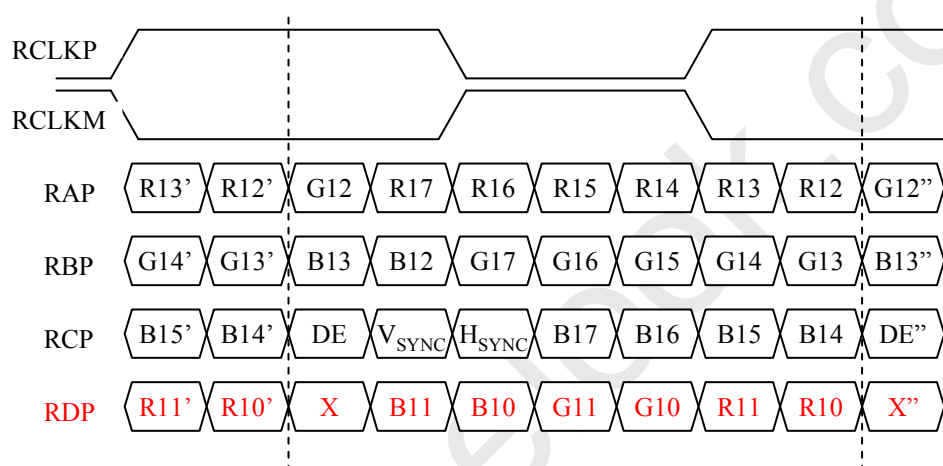 RCLKP
RCLKM
RAP R13’ R12’ G12 R17 R16 R15 R14 R13 R12 G12”
RBP G14’ G13’ B13 B12 G17 G16 G15 G14 G13 B13”
RCP B15’ B14’ DE VSYNC HSYNC B17 B16 B15 B14 DE”
RDP R11’ R10’ X B11 B10 G11 G10 R11 R10 X”